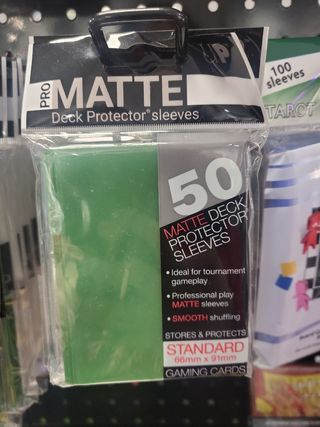 PRO
MATTE
Deck Protector® sleeves
50
MATTE DECK
PROTECTOR
SLEEVES
• Ideal for tournament
gameplay
• Professional play
MATTE sleeves
• SMOOTH shuffling
STORES & PROTECTS
STANDARD
66mm x 91mm
GAMING CARDS
100
sleeves
TAROT